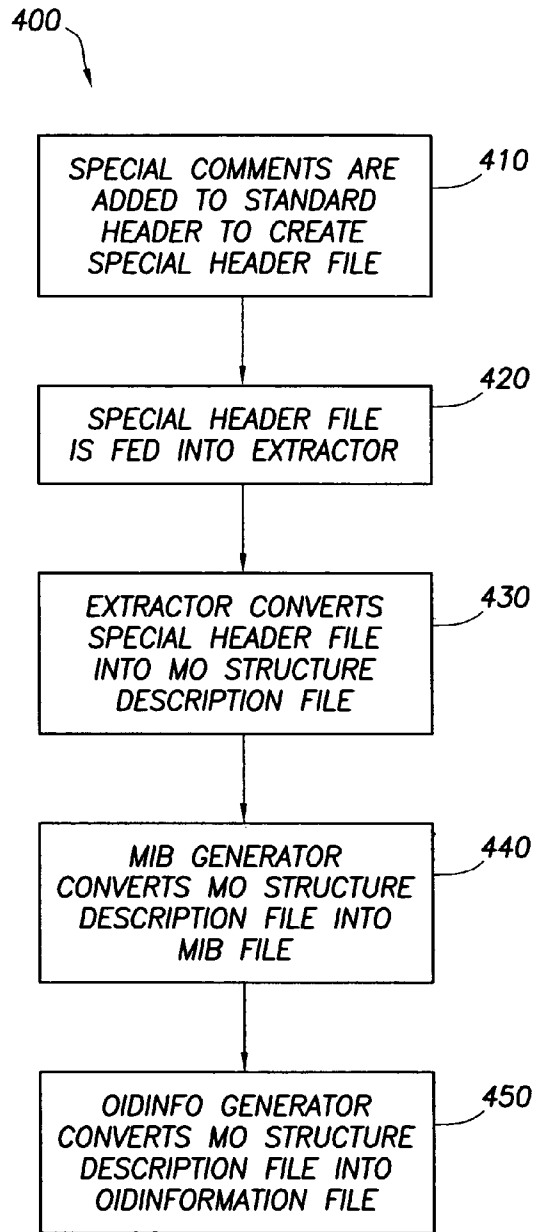 400
SPECIAL COMMENTS ARE
ADDED TO STANDARD
HEADER TO CREATE
SPECIAL HEADER FILE
410
SPECIAL HEADER FILE
IS FED INTO EXTRACTOR
420
EXTRACTOR CONVERTS
SPECIAL HEADER FILE
INTO MO STRUCTURE
DESCRIPTION FILE
430
MIB GENERATOR
CONVERTS MO STRUCTURE
DESCRIPTION FILE INTO
MIB FILE
440
OIDINFO GENERATOR
CONVERTS MO STRUCTURE
DESCRIPTION FILE INTO
OIDINFORMATION FILE
450